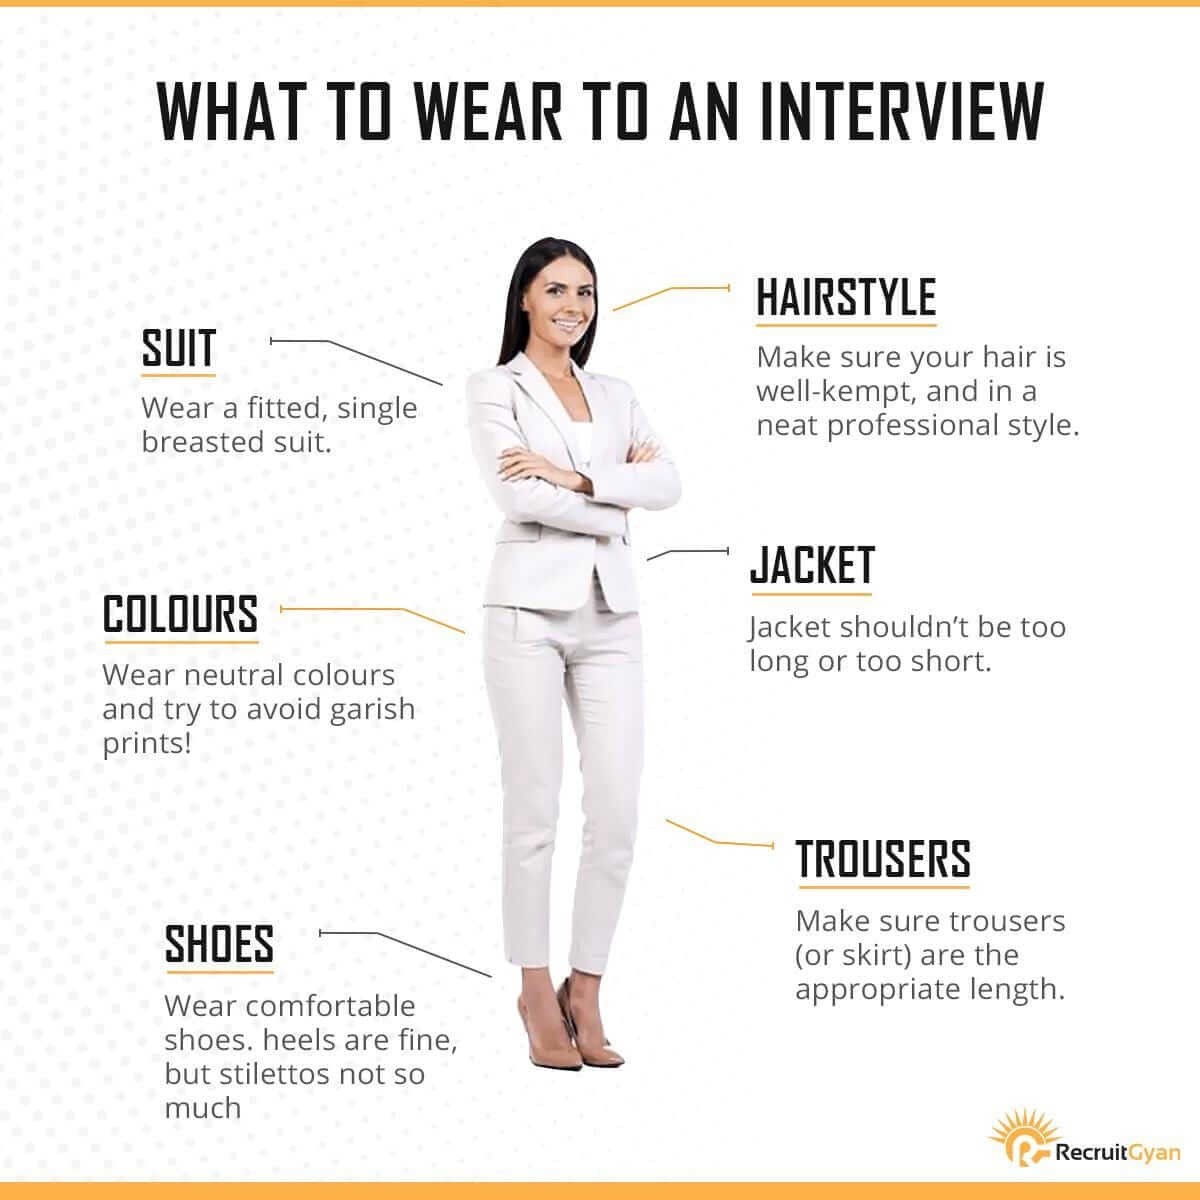 WHAT TO WEAR TO AN INTERVIEW
HAIRSTYLE
Make sure your hair is
well-kempt, and in a
neat professional style.
SUIT
Wear a fitted, single
breasted suit.
JACKET
Jacket shouldn't be too
long or too short.
COLOURS
Wear neutral colours
and try to avoid garish
prints!
TROUSERS
Make sure trousers
(or skirt) are the
appropriate length.
SHOES
Wear comfortable
shoes. heels are fine,
but stilettos not so
much
RecruitGyan